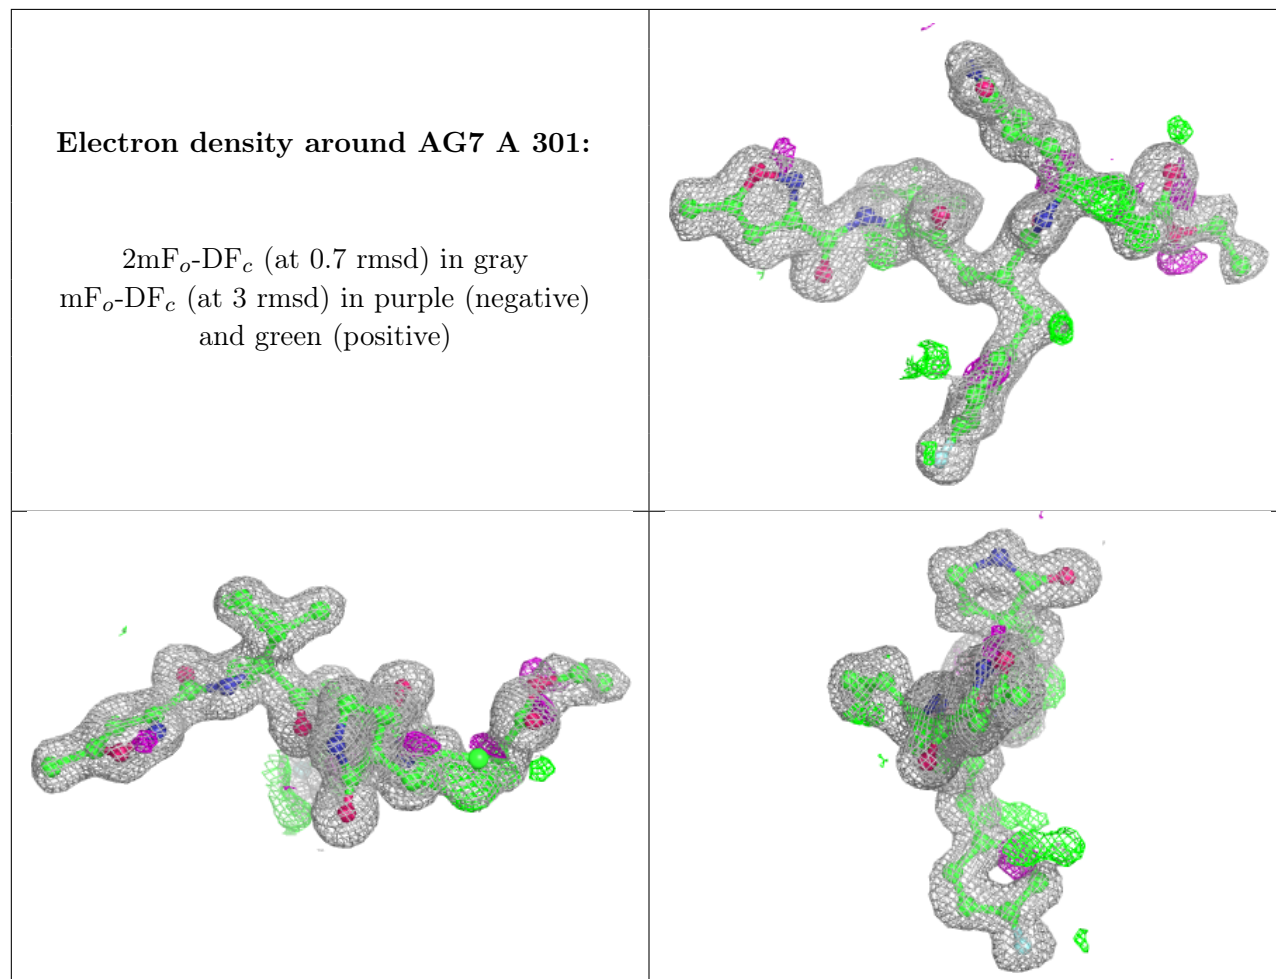 Electron density around AG7 A 301:
2mFₒ-DF𝒸 (at 0.7 rmsd) in gray
mFₒ-DF𝒸 (at 3 rmsd) in purple (negative)
and green (positive)